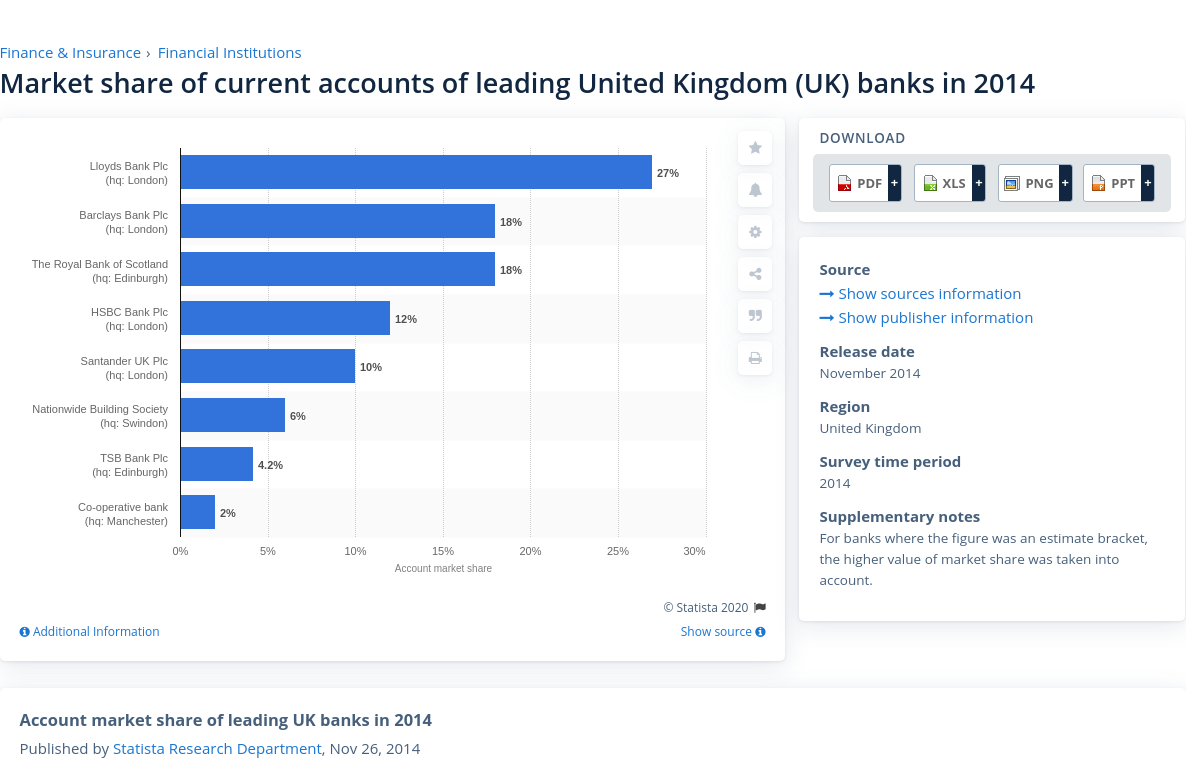 Finance & Insurance › Financial Institutions
Market share of current accounts of leading United Kingdom (UK) banks in 2014
Lloyds Bank Plc
(hq: London)
27%
Barclays Bank Plc
(hq: London)
18%
The Royal Bank of Scotland
(hq: Edinburgh)
18%
HSBC Bank Plc
(hq: London)
12%
Santander UK Plc
(hq: London)
10%
Nationwide Building Society
(hq: Swindon)
6%
TSB Bank Plc
(hq: Edinburgh)
4.2%
Co-operative bank
(hq: Manchester)
2%
0% 5% 10% 15% 20% 25% 30%
Account market share
© Statista 2020
Additional Information
Show source
DOWNLOAD
PDF + XLS + PNG + PPT +
Source
Show sources information
Show publisher information
Release date
November 2014
Region
United Kingdom
Survey time period
2014
Supplementary notes
For banks where the figure was an estimate bracket,
the higher value of market share was taken into
account.
Account market share of leading UK banks in 2014
Published by Statista Research Department, Nov 26, 2014